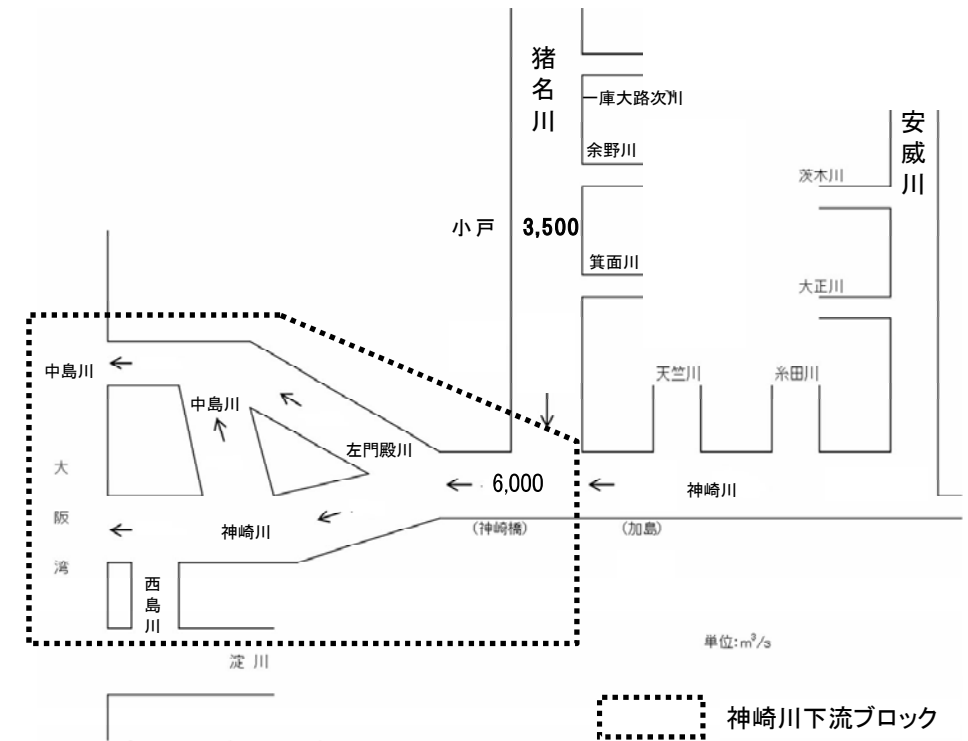 猪名川
一庫大路次川
余野川
小戸 3,500
箕面川
安威川
茨木川
大正川
天竺川
糸田川
中島川
中島川
左門殿川
6,000
神崎川
(神崎橋)
(加島)
神崎川
大阪湾
西島川
淀川
単位:m³/s
神崎川下流ブロック